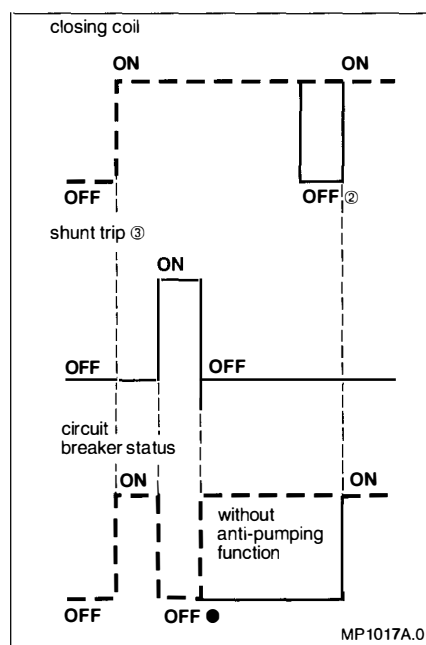 closing coil
ON ON
OFF OFF ②
shunt trip ③
ON
OFF OFF
circuit
breaker status
ON ON
without
anti-pumping
function
OFF OFF ●
MP1017A.0